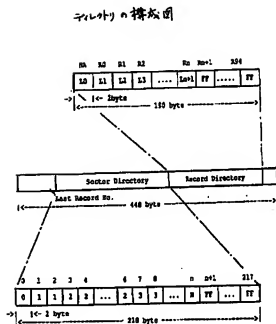 ディレクトリの構成図
HA R0 R1 R2 Rn Rn+1 R94
L0 L1 L2 L3 .... Ln+1 FF ..... FF
2byte
190 byte
Sector Directory Record Directory
Last Record No.
448 byte
0 1 2 3 4 6 7 8 n n+1 217
0 1 1 2 2 ... 2 3 3 ... N FF ... FF
2 byte
218 byte